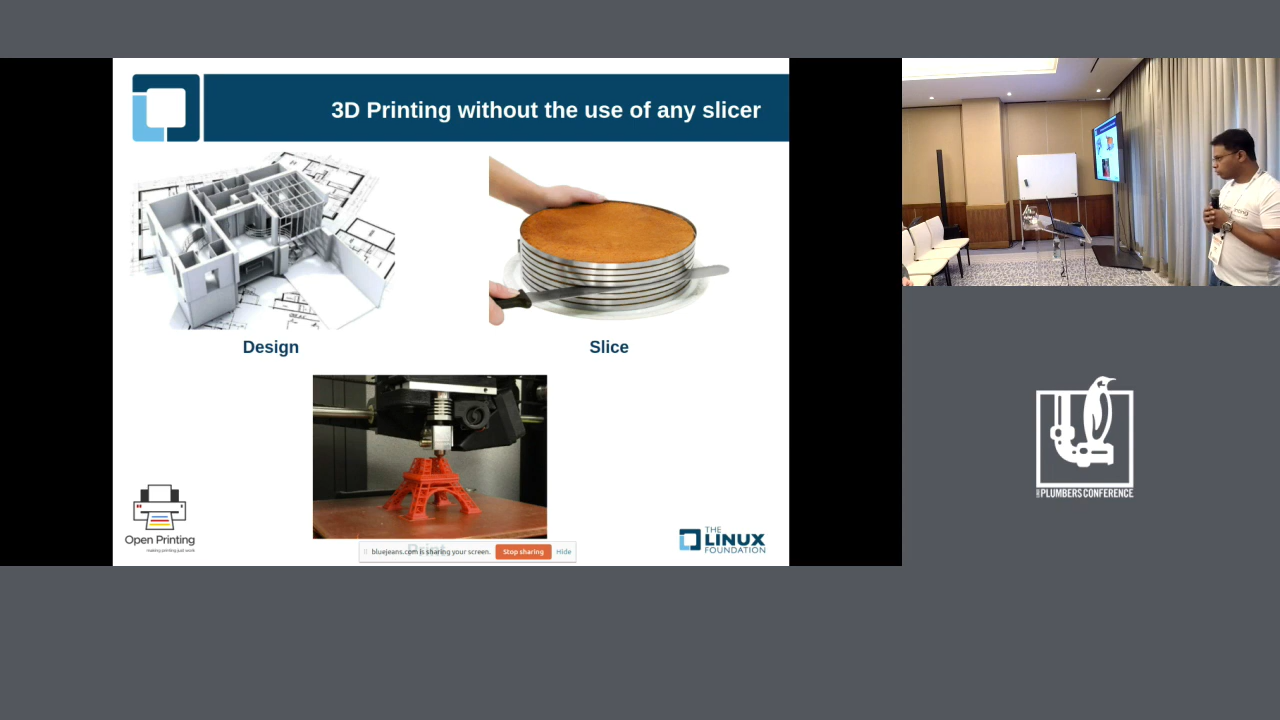 3D Printing without the use of any slicer
Design
Slice
Open Printing
making printing just work
bluejeans.com is sharing your screen.
Stop sharing
Hide
THE
LINUX
FOUNDATION
PLUMBERS CONFERENCE